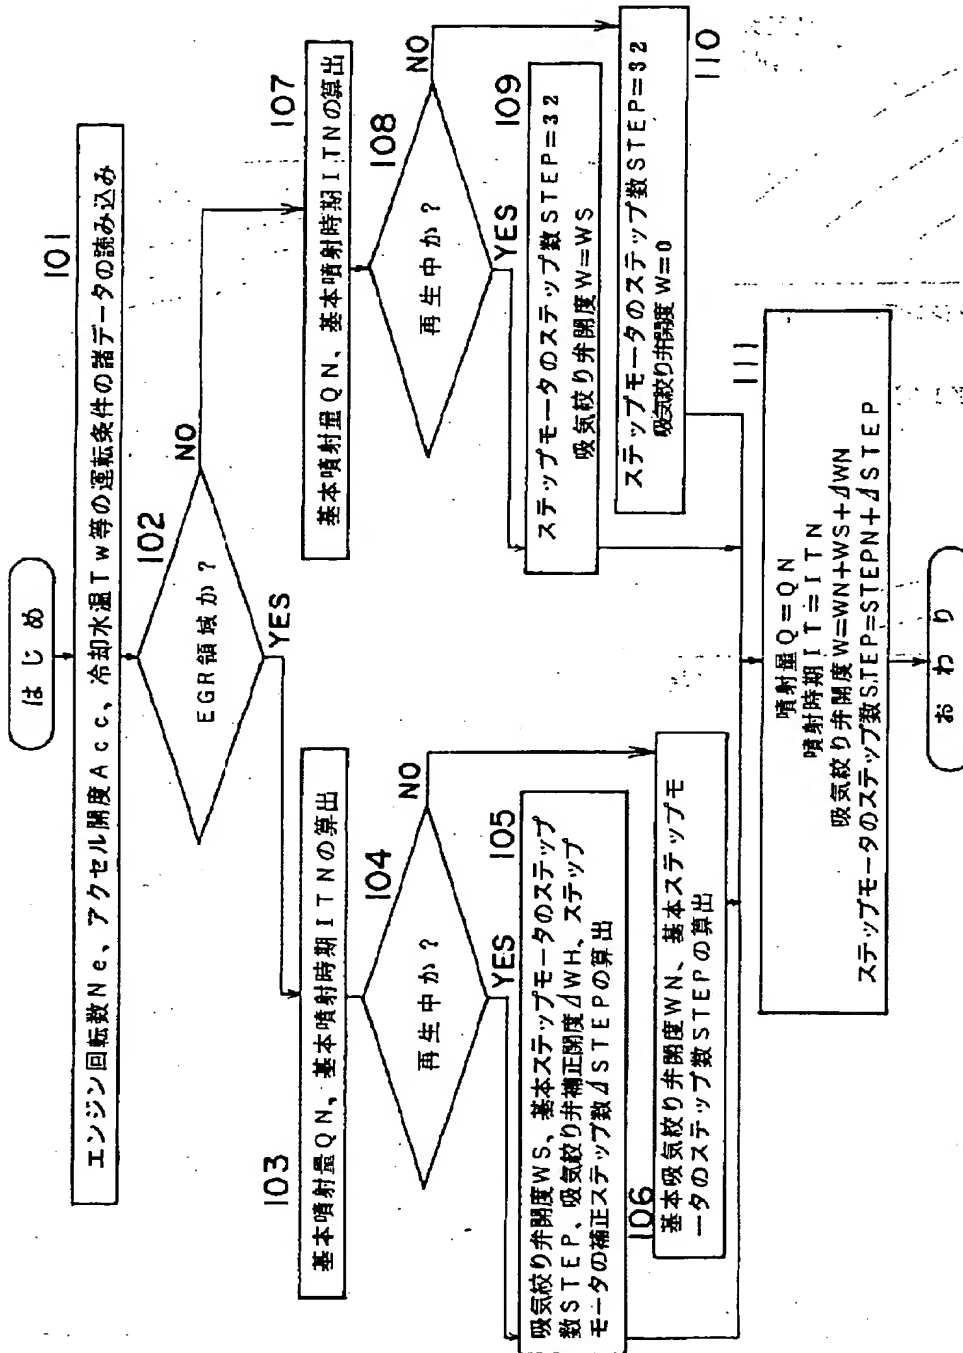 はじめ
101
エンジン回転数Ne、アクセル開度Acc、冷却水温Tw等の運転条件の諸データの読み込み
102
EGR領域か？
NO
YES
103
基本噴射量QN、基本噴射時期ITNの算出
104
再生中か？
NO
YES
105
吸気絞り弁開度WS、基本ステップモータのステップ
数STEP、吸気絞り弁補正開度ΔWH、ステップ
モータの補正ステップ数ΔSTEPの算出
106
基本吸気絞り弁開度WN、基本ステップモ
ータのステップ数STEPの算出
107
基本噴射量QN、基本噴射時期ITNの算出
108
再生中か？
NO
YES
109
ステップモータのステップ数STEP=32
吸気絞り弁開度W=WS
110
ステップモータのステップ数STEP=32
吸気絞り弁開度W=0
111
噴射量Q=QN
噴射時期IT=ITN
吸気絞り弁開度W=WN+WS+ΔWN
ステップモータのステップ数STEP=STEPN+ΔSTEP
おわり